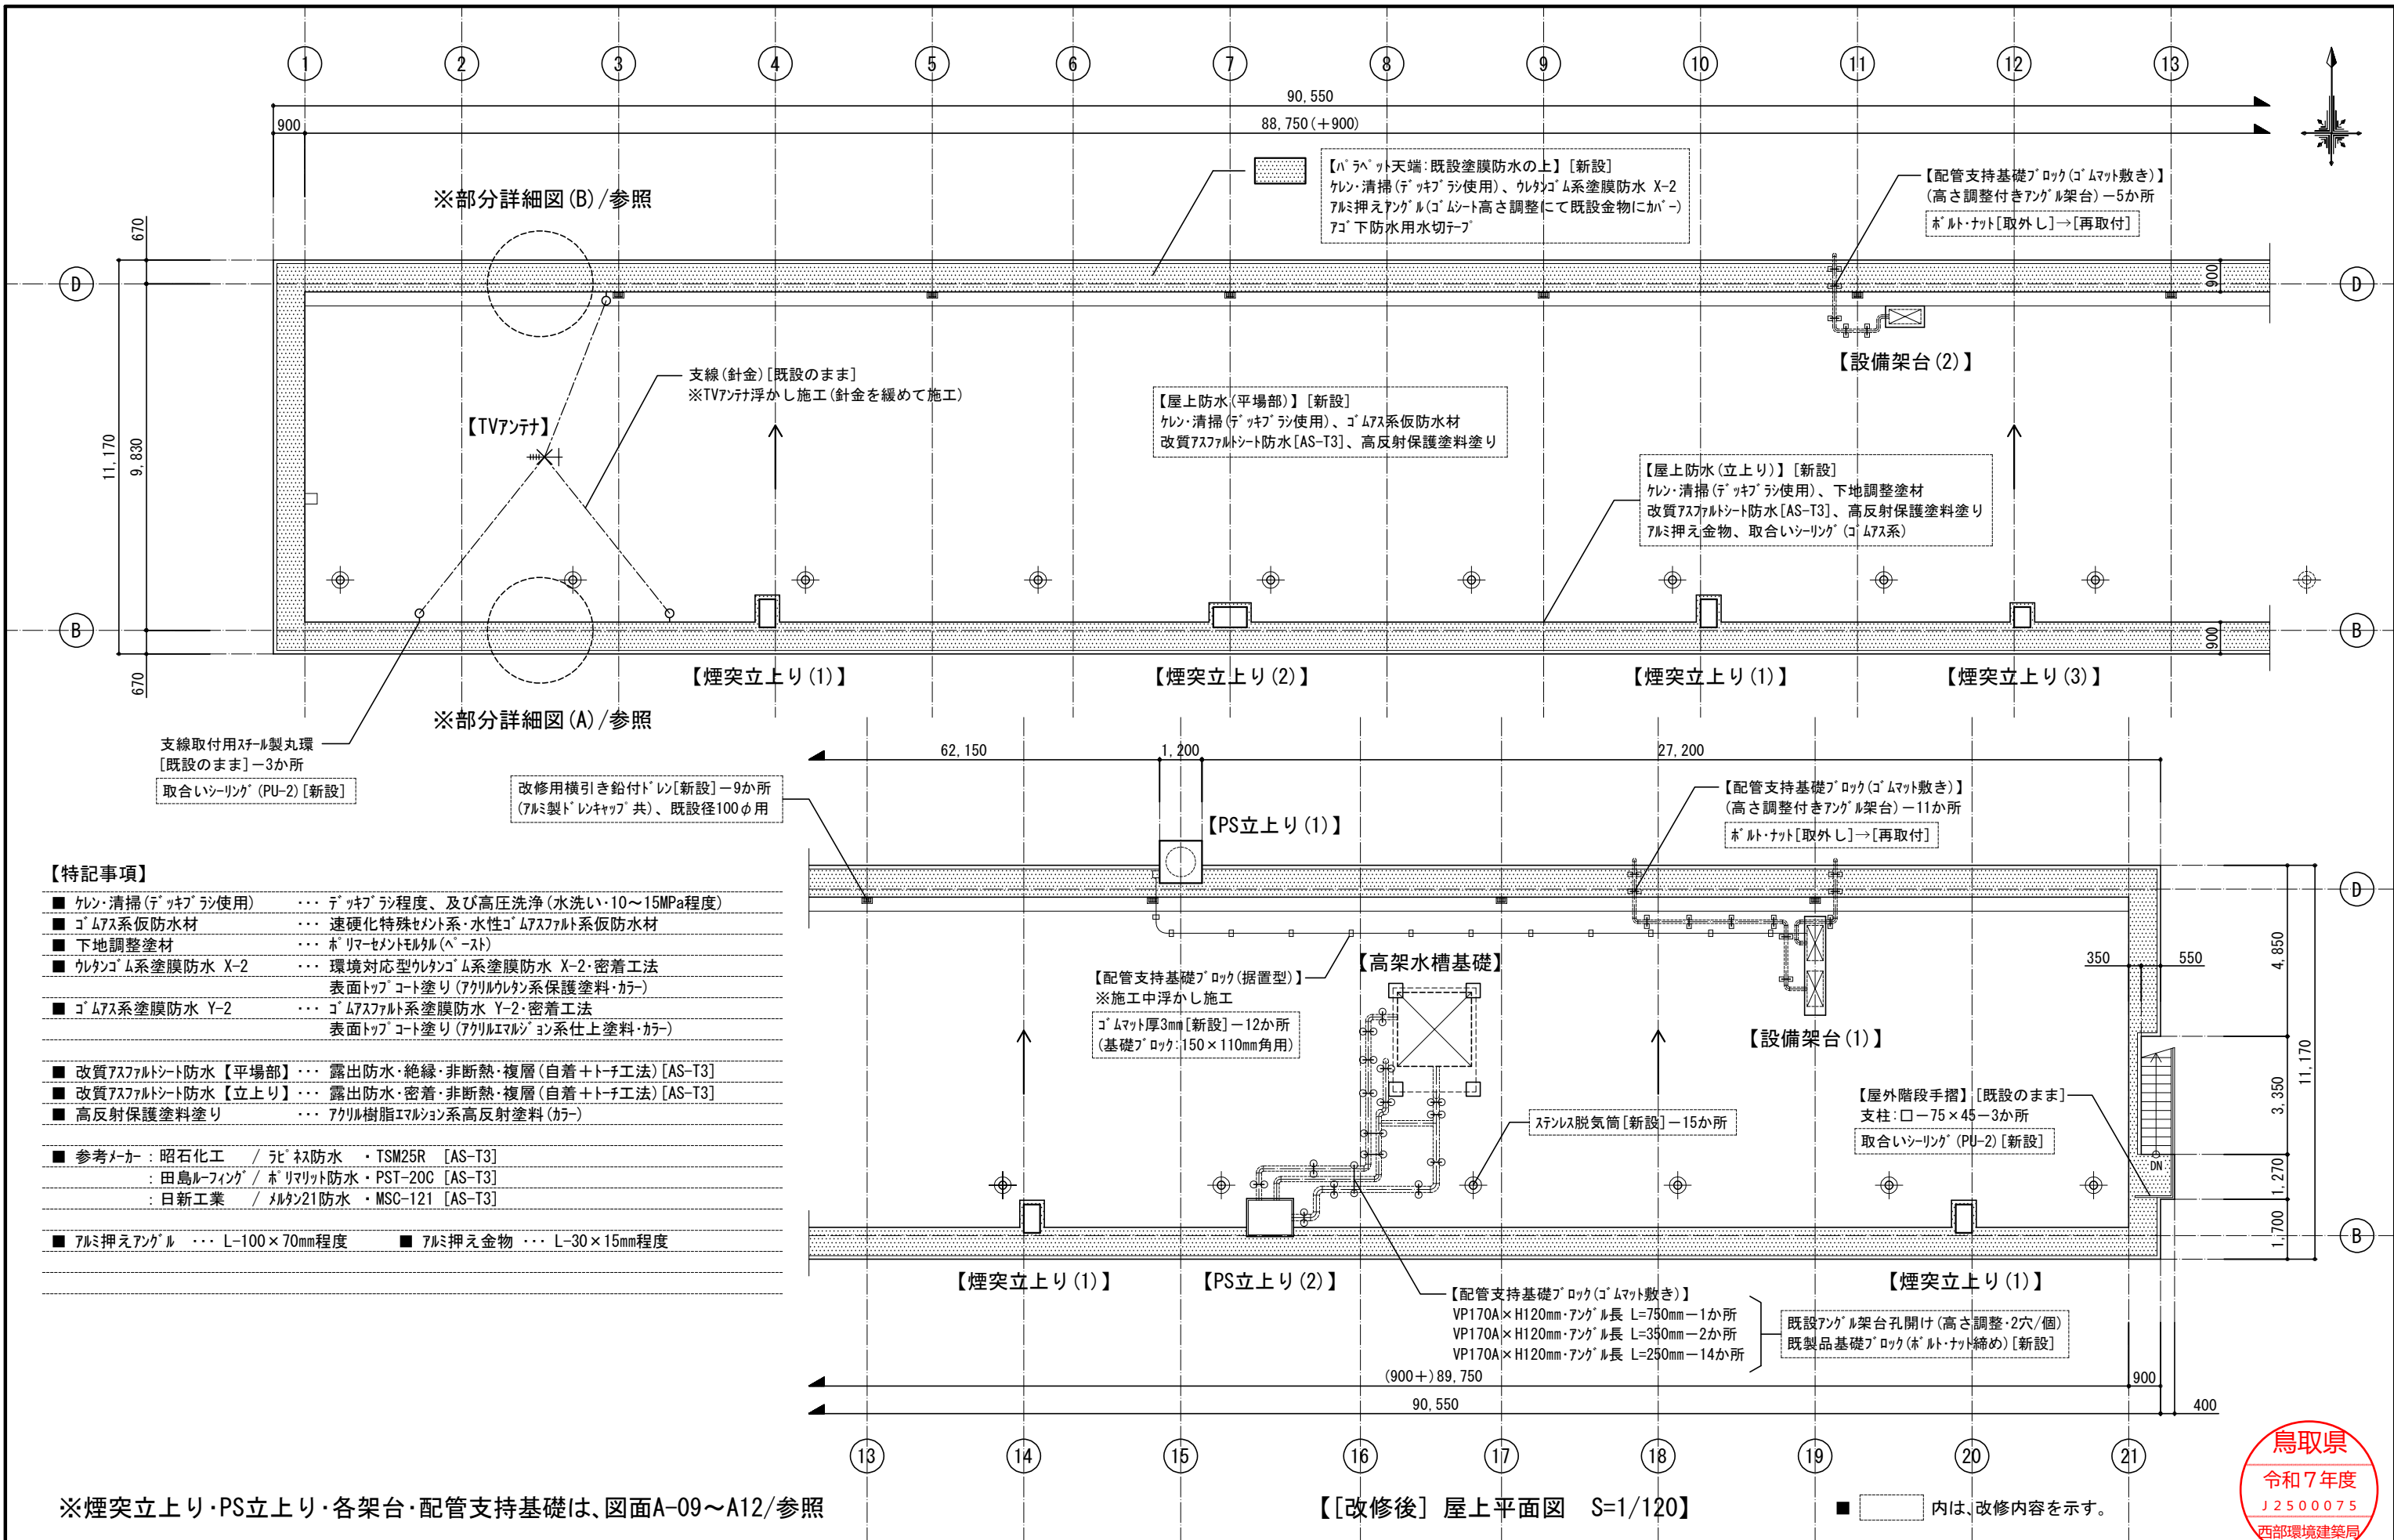 1 2 3 4 5 6 7 8 9 10 11 12 13
90,550
900 88,750(+900)
※部分詳細図(B)/参照
【パラペット天端:既設塗膜防水の上】[新設]
ケレン・清掃(デッキブラシ使用)、ウレタンゴム系塗膜防水 X-2
アルミ押えアングル(ゴムシート高さ調整にて既設金物にカバー)
アゴ下防水用水切テープ
【配管支持基礎ブロック(ゴムマット敷き)】
(高さ調整付きアングル架台)－5か所
ボルト・ナット[取外し]→[再取付]
670
D
900
D
【設備架台(2)】
支線(針金)[既設のまま]
※TVアンテナ浮かし施工(針金を緩めて施工)
【TVアンテナ】
【屋上防水(平場部)】[新設]
ケレン・清掃(デッキブラシ使用)、ゴムアス系仮防水材
改質アスファルトシート防水[AS-T3]、高反射保護塗料塗り
11,170
9,830
【屋上防水(立上り)】[新設]
ケレン・清掃(デッキブラシ使用)、下地調整塗材
改質アスファルトシート防水[AS-T3]、高反射保護塗料塗り
アルミ押え金物、取合いシーリング(ゴムアス系)
B
900
B
670
【煙突立上り(1)】
【煙突立上り(2)】
【煙突立上り(1)】
【煙突立上り(3)】
※部分詳細図(A)/参照
支線取付用スチール製丸環
[既設のまま]－3か所
取合いシーリング(PU-2)[新設]
62,150 1,200 27,200
改修用横引き鉛付ドレン[新設]－9か所
(アルミ製ドレンキャップ共)、既設径100φ用
【PS立上り(1)】
【配管支持基礎ブロック(ゴムマット敷き)】
(高さ調整付きアングル架台)－11か所
ボルト・ナット[取外し]→[再取付]
【特記事項】
■ ケレン・清掃(デッキブラシ使用) ･･･ デッキブラシ程度、及び高圧洗浄(水洗い・10～15MPa程度)
■ ゴムアス系仮防水材 ･･･ 速硬化特殊セメント系・水性ゴムアスファルト系仮防水材
■ 下地調整塗材 ･･･ ポリマーセメントモルタル(ペースト)
■ ウレタンゴム系塗膜防水 X-2 ･･･ 環境対応型ウレタンゴム系塗膜防水 X-2・密着工法
表面トップコート塗り(アクリルウレタン系保護塗料・カラー)
■ ゴムアス系塗膜防水 Y-2 ･･･ ゴムアスファルト系塗膜防水 Y-2・密着工法
表面トップコート塗り(アクリルエマルジョン系仕上塗料・カラー)
■ 改質アスファルトシート防水【平場部】･･･ 露出防水・絶縁・非断熱・複層(自着＋トーチ工法)[AS-T3]
■ 改質アスファルトシート防水【立上り】･･･ 露出防水・密着・非断熱・複層(自着＋トーチ工法)[AS-T3]
■ 高反射保護塗料塗り ･･･ アクリル樹脂エマルション系高反射塗料(カラー)
■ 参考メーカー：昭石化工 / ラピネス防水 ・TSM25R [AS-T3]
：田島ルーフィング / ポリマリット防水・PST-20C [AS-T3]
：日新工業 / メルタン21防水 ・MSC-121 [AS-T3]
■ アルミ押えアングル ･･･ L-100×70mm程度 ■ アルミ押え金物 ･･･ L-30×15mm程度
D
【配管支持基礎ブロック(据置型)】
※施工中浮かし施工
ゴムマット厚3mm[新設]－12か所
(基礎ブロック:150×110mm角用)
【高架水槽基礎】
【設備架台(1)】
350 550
4,850
11,170
3,350
1,270
1,700
【屋外階段手摺】[既設のまま]
支柱:口－75×45－3か所
取合いシーリング(PU-2)[新設]
DN
ステンレス脱気筒[新設]－15か所
B
【煙突立上り(1)】
【PS立上り(2)】
【煙突立上り(1)】
【配管支持基礎ブロック(ゴムマット敷き)】
VP170A×H120mm・アングル長 L=750mm－1か所
VP170A×H120mm・アングル長 L=350mm－2か所
VP170A×H120mm・アングル長 L=250mm－14か所
既設アングル架台孔開け(高さ調整・2穴/個)
既製品基礎ブロック(ボルト・ナット締め)[新設]
(900+)89,750 900
90,550 400
13 14 15 16 17 18 19 20 21
※煙突立上り・PS立上り・各架台・配管支持基礎は、図面A-09～A12/参照
【[改修後] 屋上平面図 S=1/120】
■ 内は、改修内容を示す。
鳥取県
令和7年度
J2500075
西部環境建築局